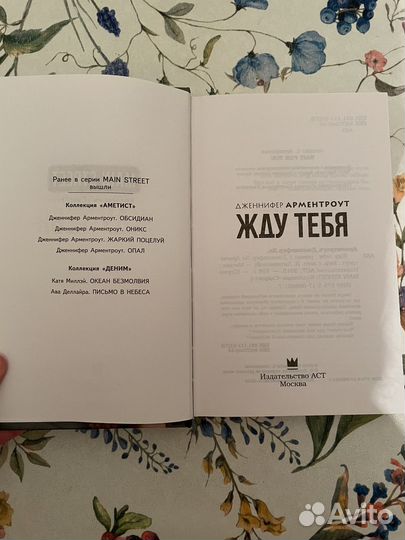 Ранее в серии MAIN STREET
вышли
Коллекция «АМЕТИСТ»
Дженнифер Арментроут. ОБСИДИАН
Дженнифер Арментроут. ОНИКС
Дженнифер Арментроут. ЖАРКИЙ ПОЦЕЛУЙ
Дженнифер Арментроут. ОПАЛ
Коллекция «ДЕНИМ»
Катя Миллэй. ОКЕАН БЕЗМОЛВИЯ
Ава Деллайра. ПИСЬМО В НЕБЕСА
ДЖЕННИФЕР АРМЕНТРОУТ
ЖДУ ТЕБЯ
Издательство АСТ
Москва
Avito